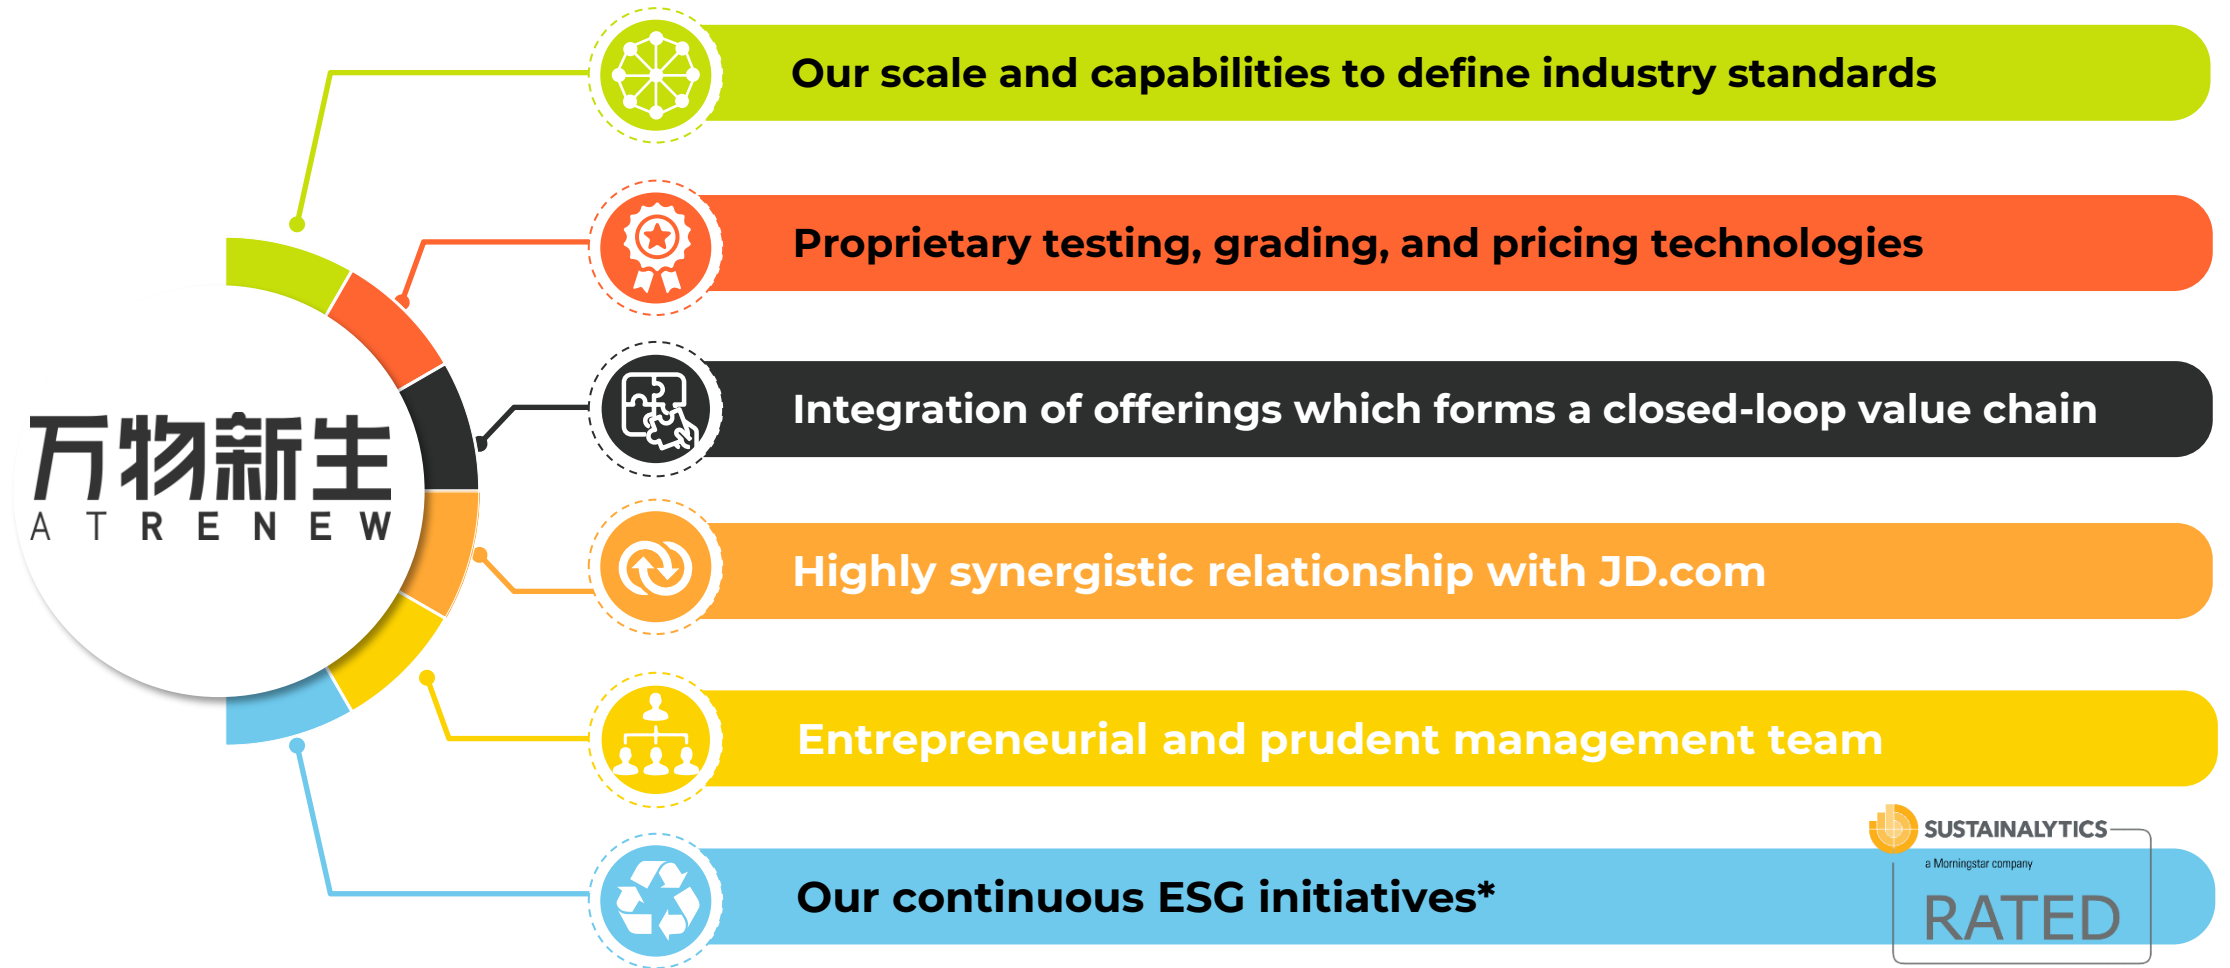 Our scale and capabilities to define industry standards
Proprietary testing, grading, and pricing technologies
Integration of offerings which forms a closed-loop value chain
万物新生
ATRENEW
Highly synergistic relationship with JD.com
Entrepreneurial and prudent management team
SUSTAINALYTICS
a Morningstar company
Our continuous ESG initiatives*
RATED